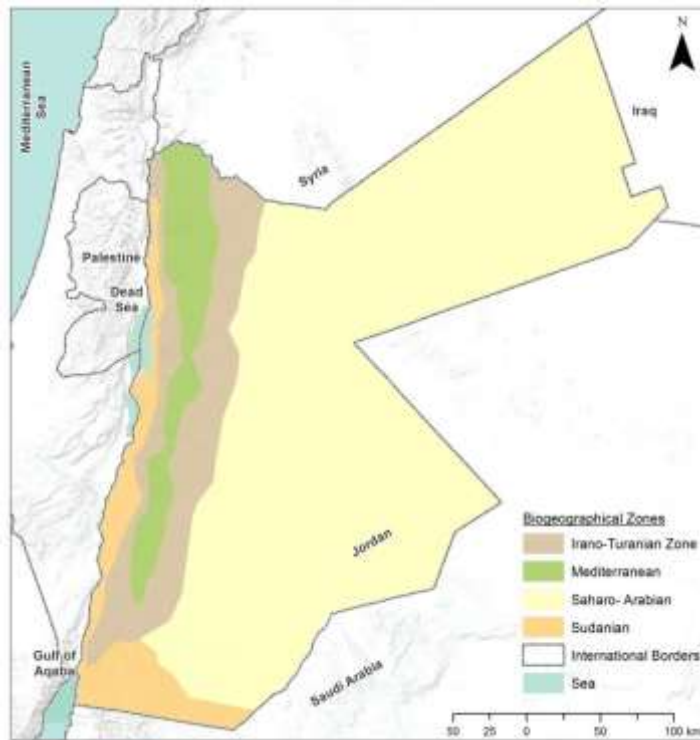 N
Mediterranean
Sea
Iraq
Syria
Palestine
Dead
Sea
Jordan
Gulf of
Aqaba
Saudi Arabia
Biogeographical Zones
Irano-Turanian Zone
Mediterranean
Saharo- Arabian
Sudanian
International Borders
Sea
50 25 0 50 100 km